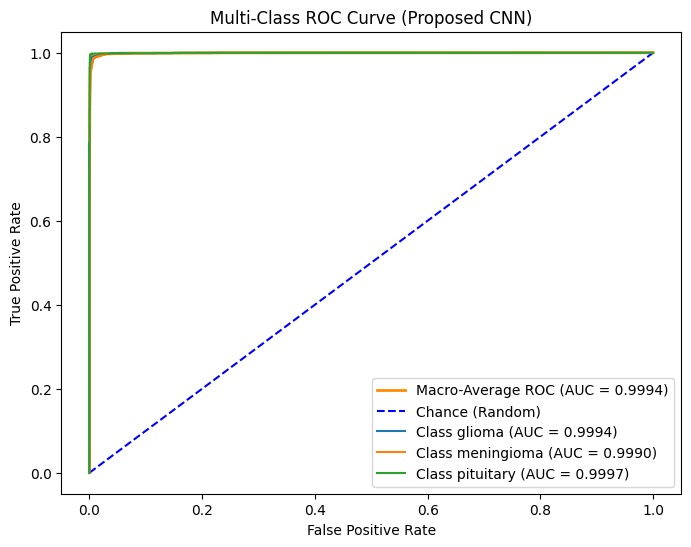 Multi-Class ROC Curve (Proposed CNN)
1.0
0.8
0.6
0.4
0.2
0.0
True Positive Rate
Macro-Average ROC (AUC = 0.9994)
Chance (Random)
Class glioma (AUC = 0.9994)
Class meningioma (AUC = 0.9990)
Class pituitary (AUC = 0.9997)
0.0 0.2 0.4 0.6 0.8 1.0
False Positive Rate